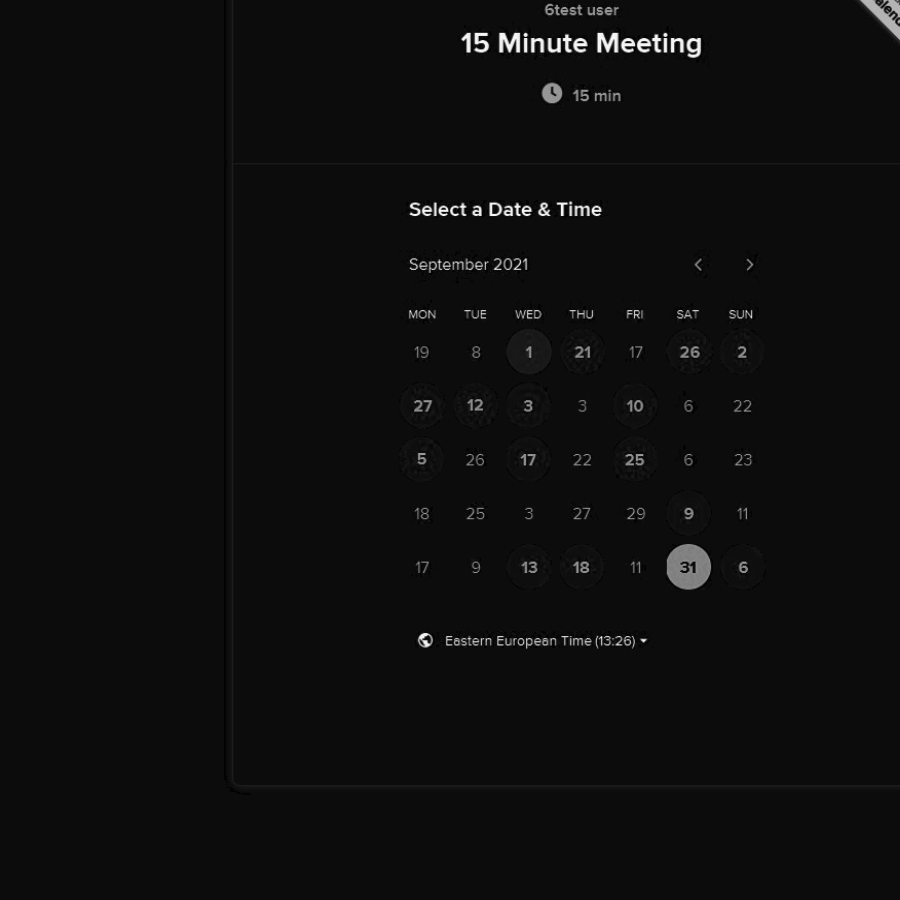 6test user
15 Minute Meeting
15 min
Select a Date & Time
September 2021
MON TUE WED THU FRI SAT SUN
19 8 1 21 17 26 2
27 12 3 3 10 6 22
5 26 17 22 25 6 23
18 25 3 27 29 9 11
17 9 13 18 11 31 6
Eastern European Time (13:26)